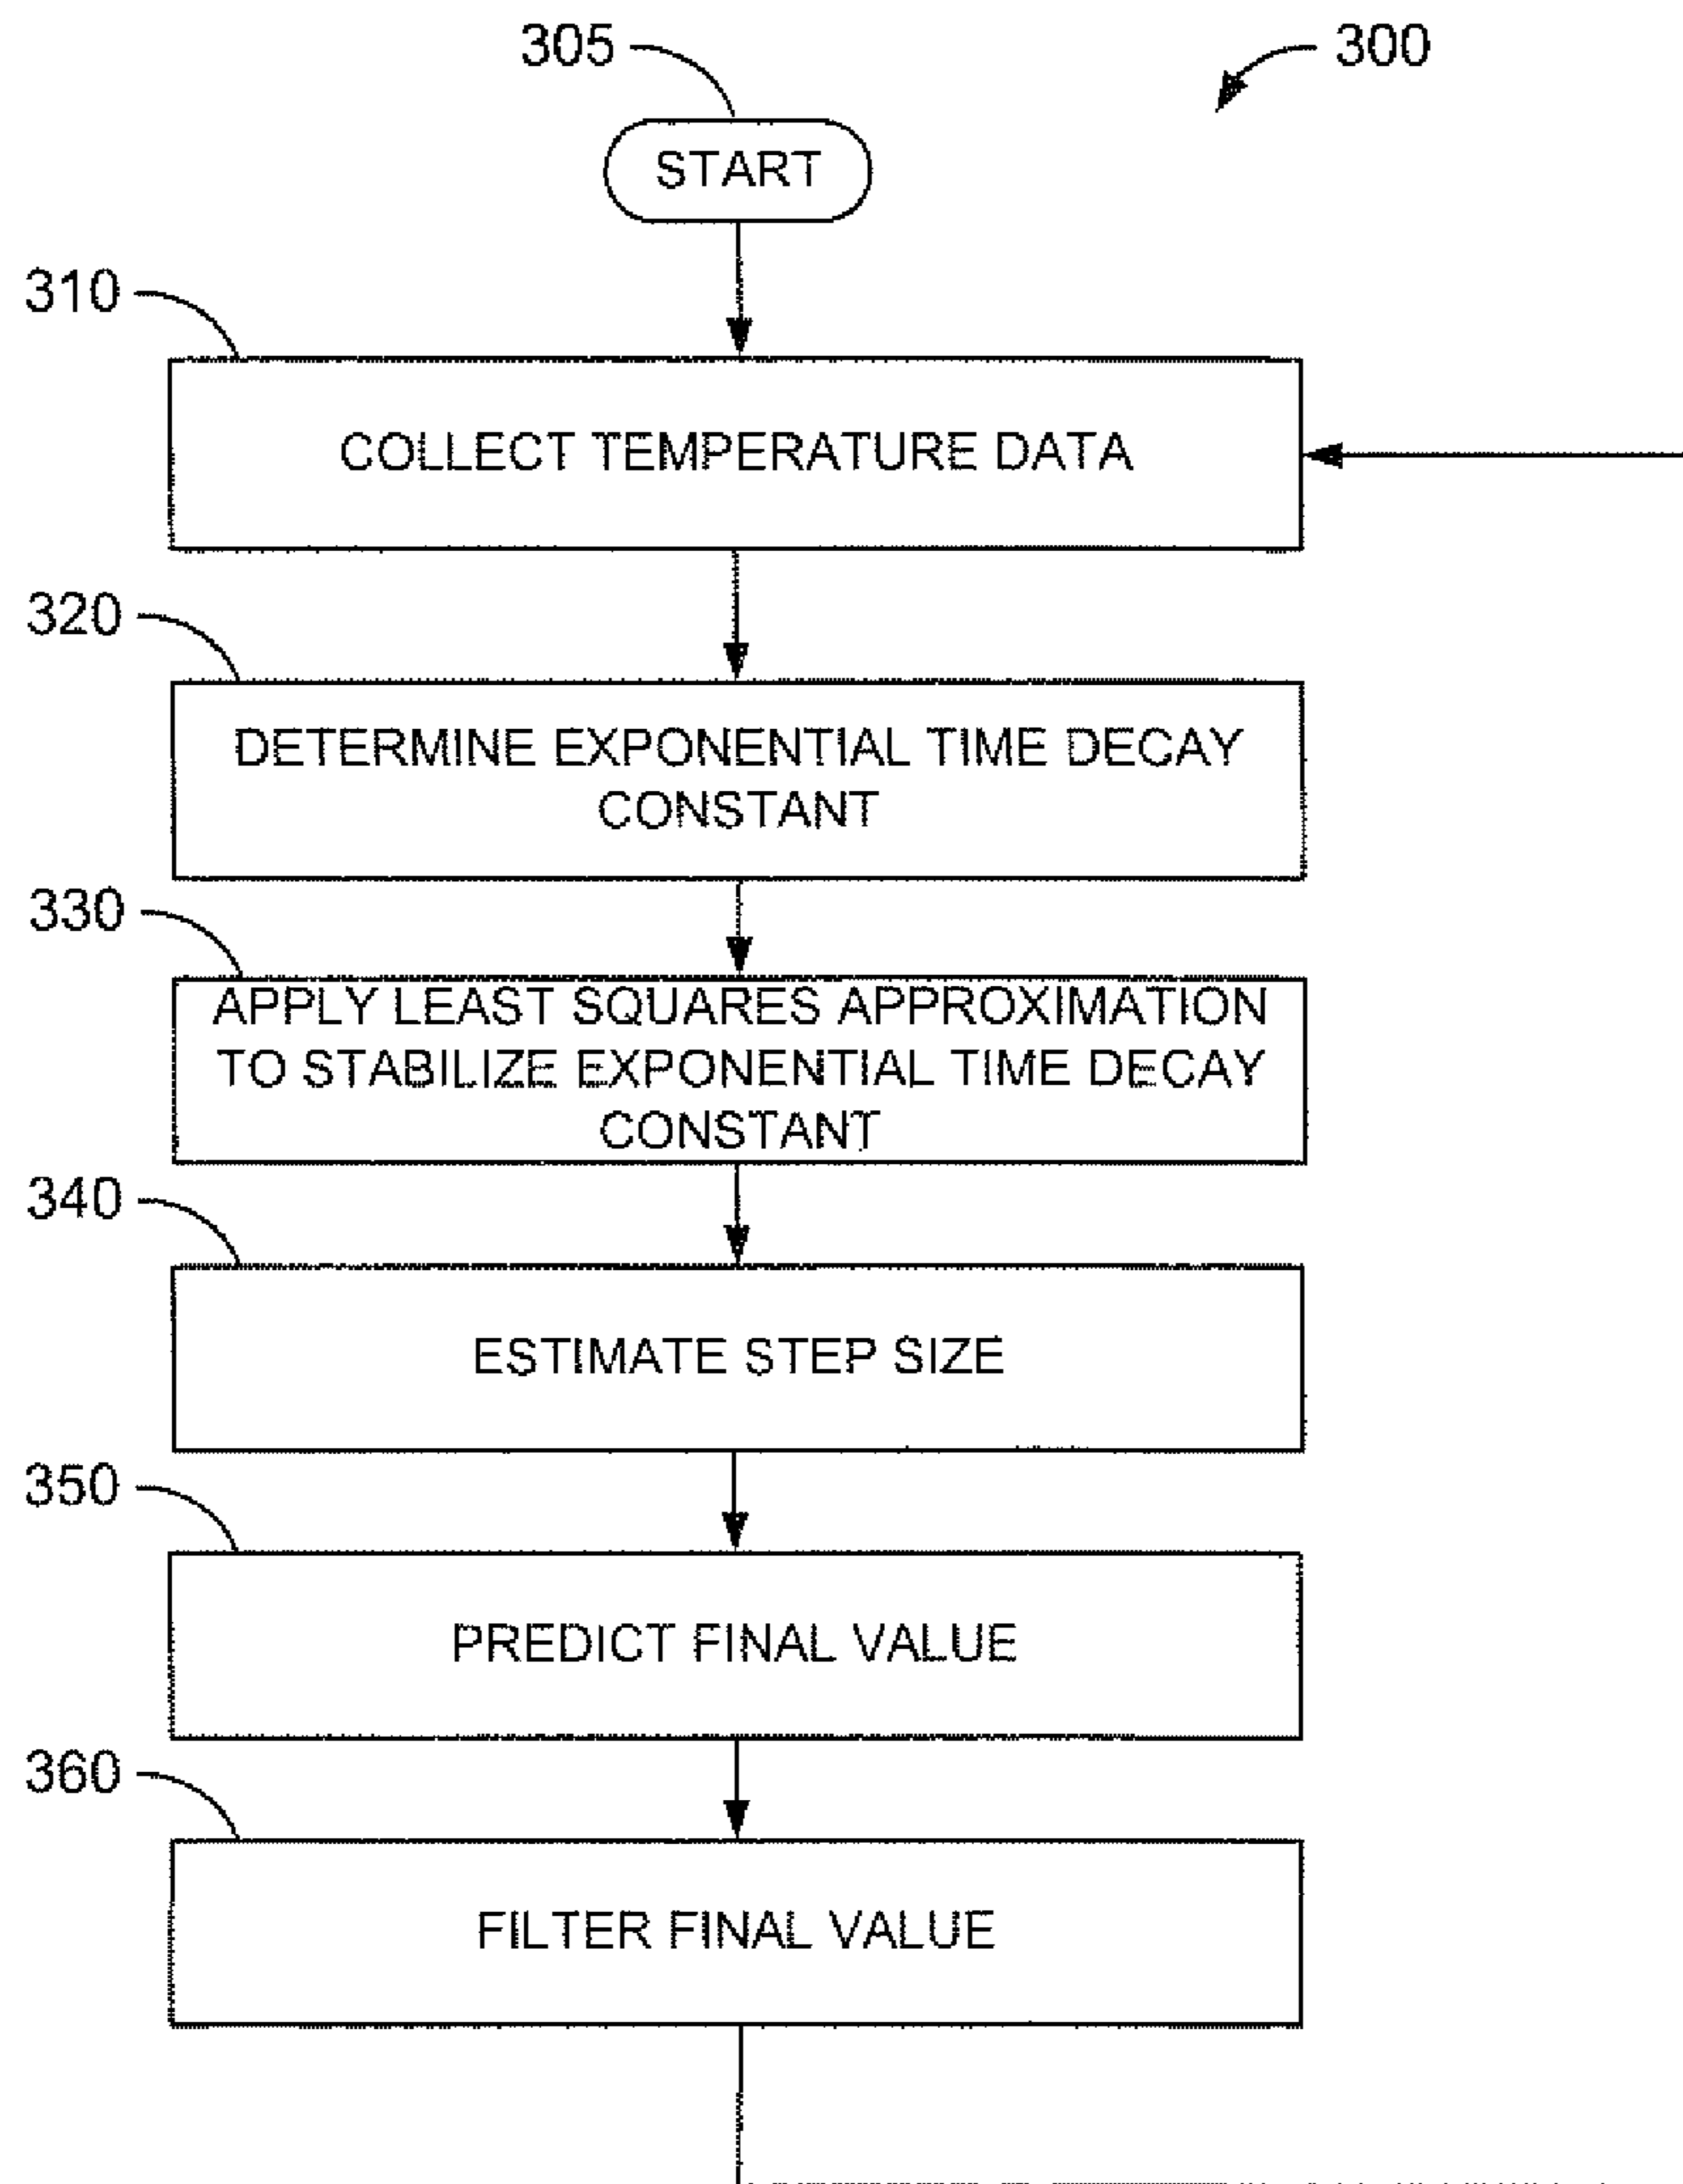 305
300
START
310
COLLECT TEMPERATURE DATA
320
DETERMINE EXPONENTIAL TIME DECAY
CONSTANT
330
APPLY LEAST SQUARES APPROXIMATION
TO STABILIZE EXPONENTIAL TIME DECAY
CONSTANT
340
ESTIMATE STEP SIZE
350
PREDICT FINAL VALUE
360
FILTER FINAL VALUE